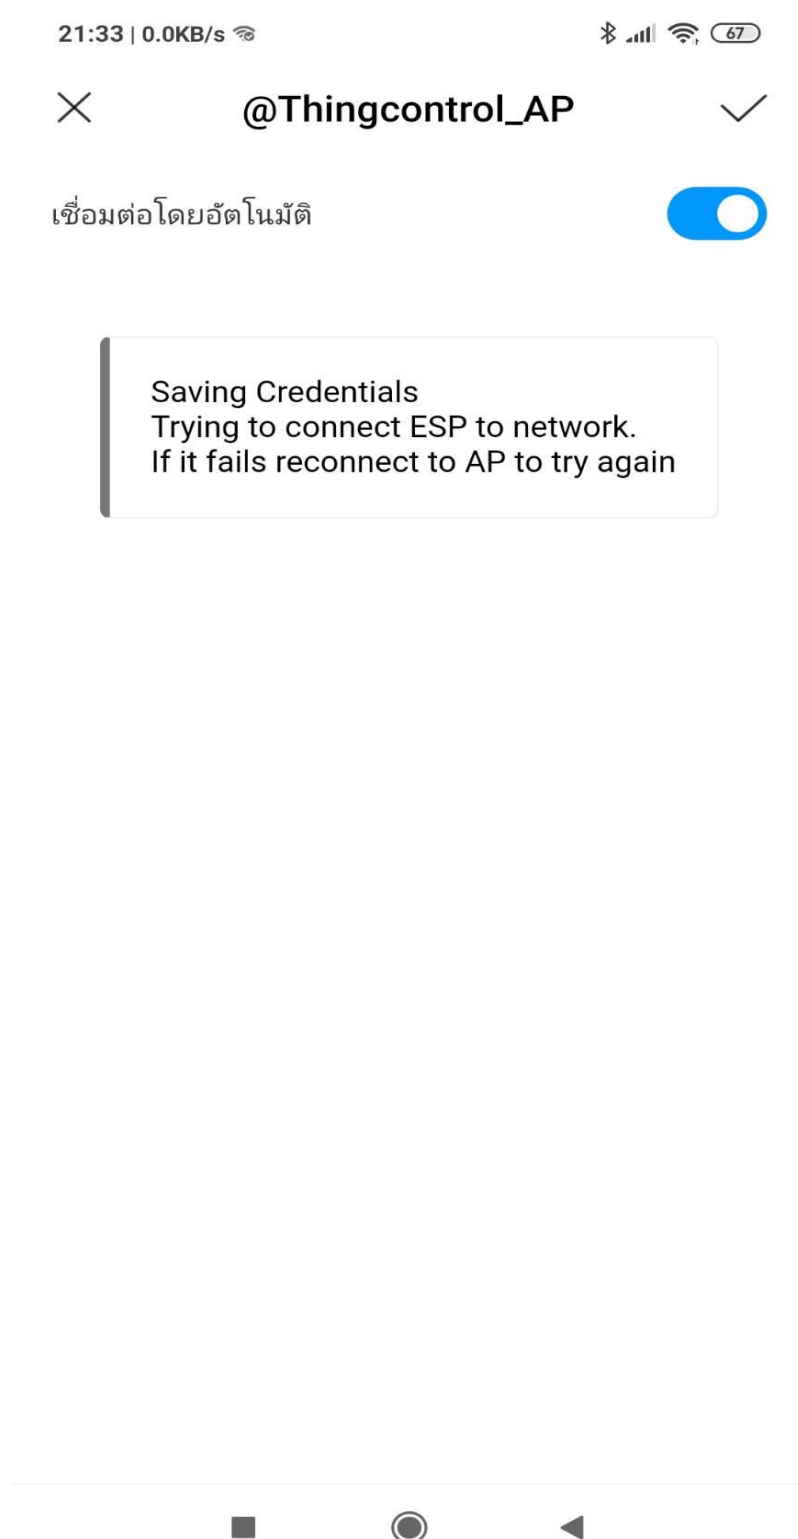 21:33 | 0.0KB/s
67
@Thingcontrol_AP
เชื่อมต่อโดยอัตโนมัติ
Saving Credentials
Trying to connect ESP to network.
If it fails reconnect to AP to try again